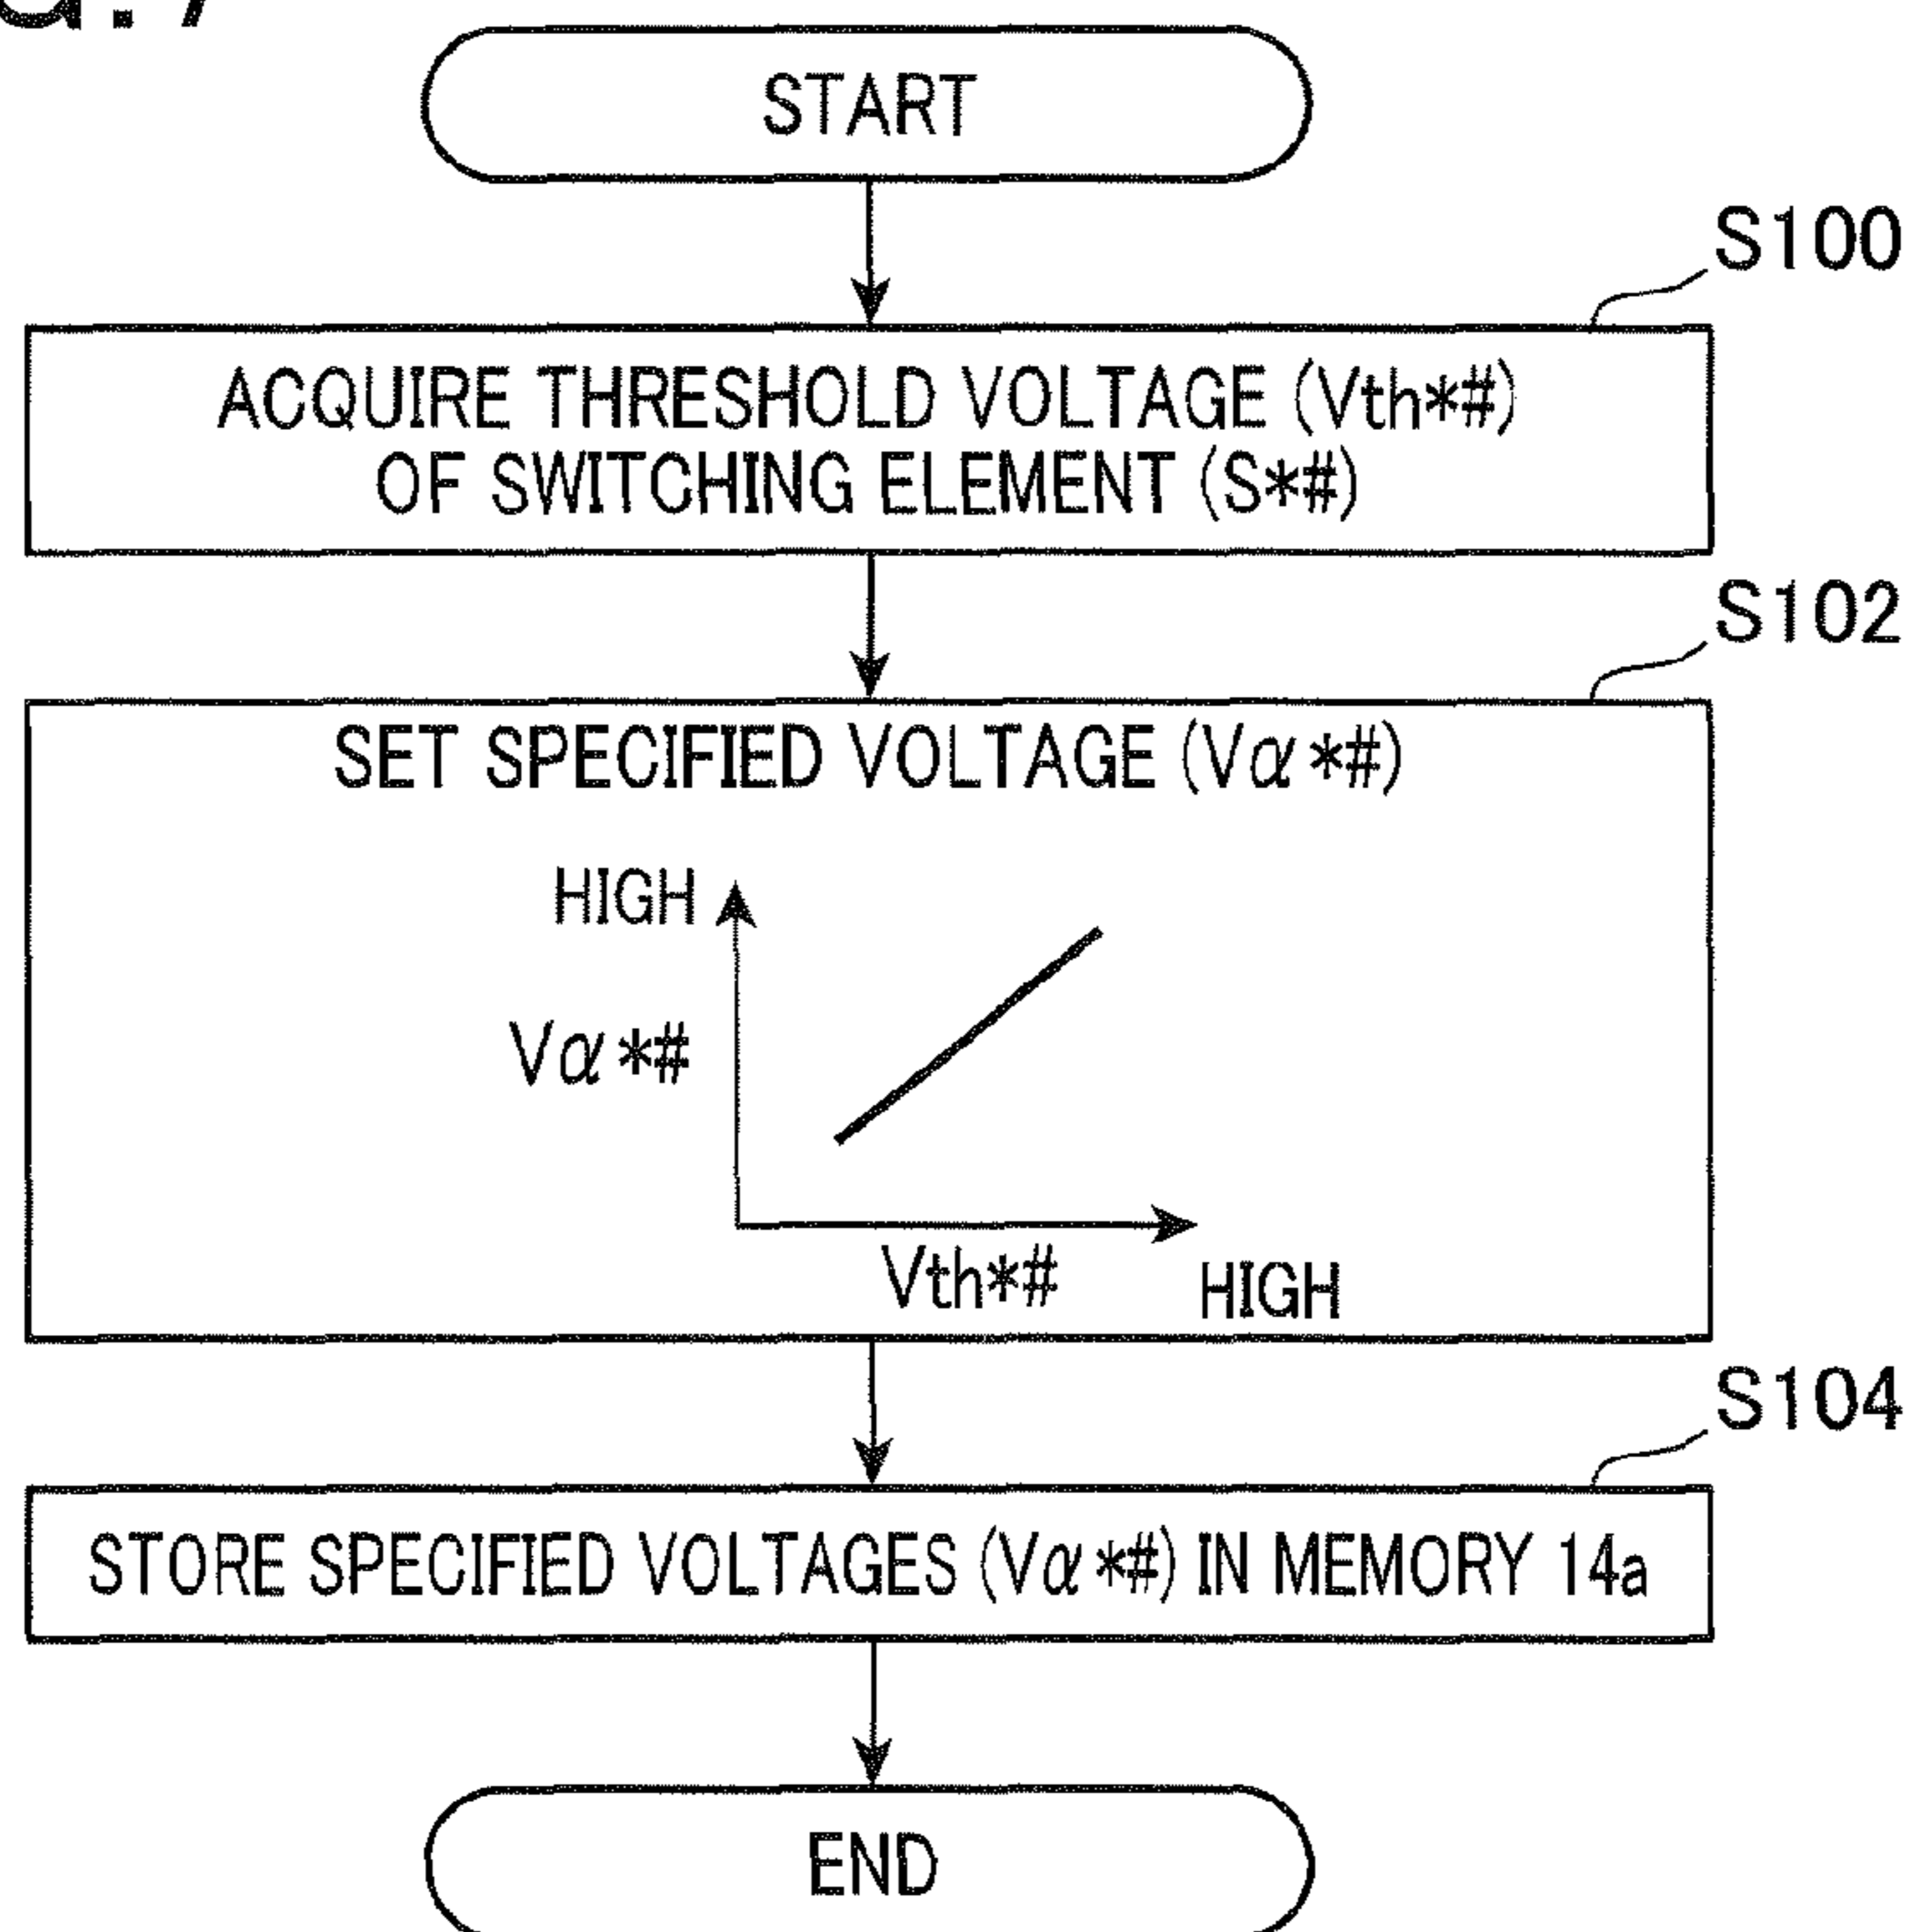 G.7
START
S100
ACQUIRE THRESHOLD VOLTAGE (Vth*#)
OF SWITCHING ELEMENT (S*#)
S102
SET SPECIFIED VOLTAGE (Vα*#)
HIGH
Vα*#
Vth*#
HIGH
S104
STORE SPECIFIED VOLTAGES (Vα*#) IN MEMORY 14a
END